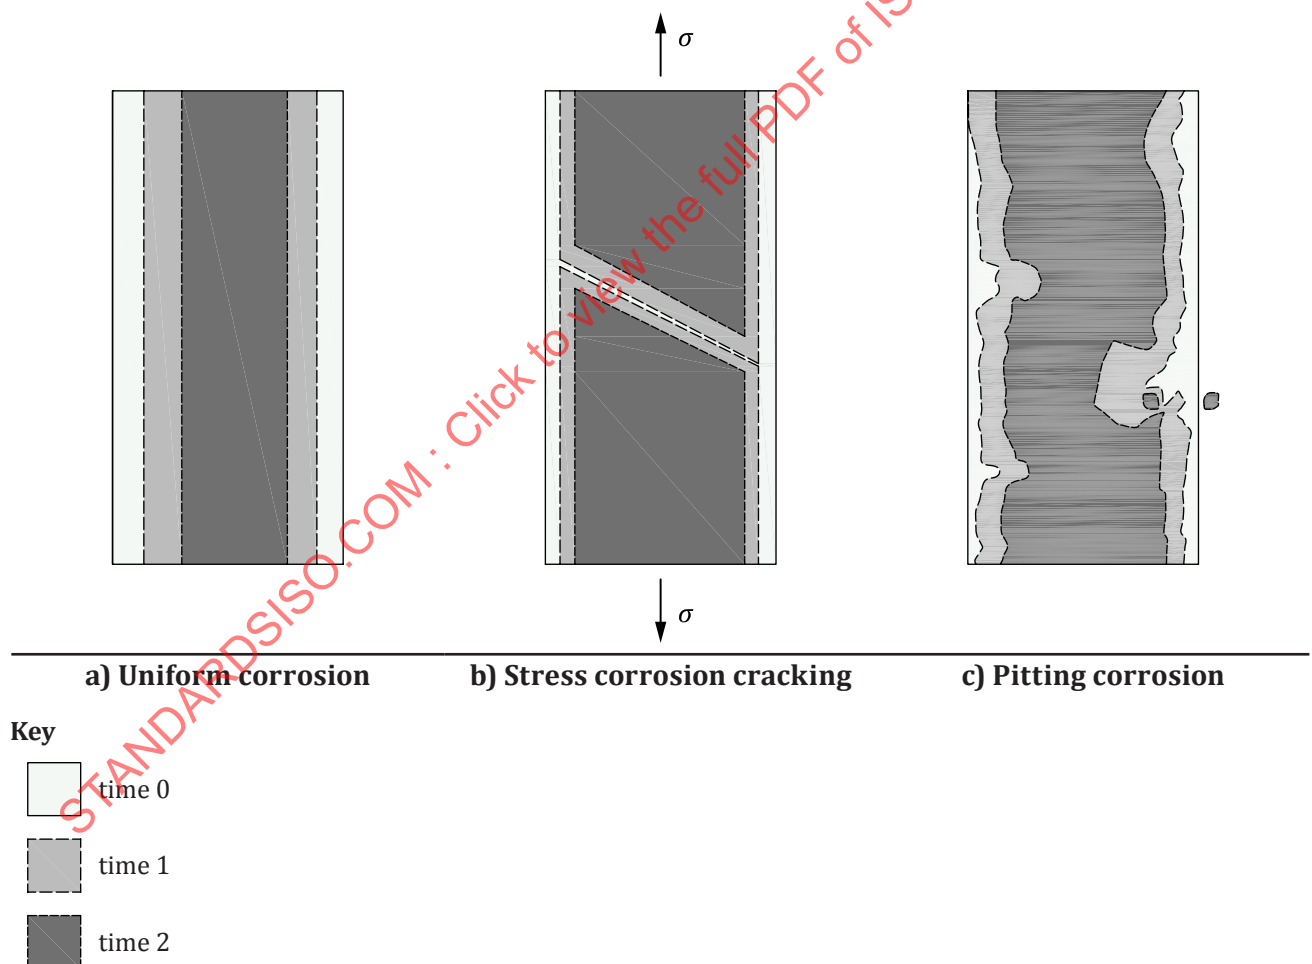 σ
σ
a) Uniform corrosion
b) Stress corrosion cracking
c) Pitting corrosion
Key
time 0
time 1
time 2
STANDARDSISO.COM : Click to view the full PDF of IS